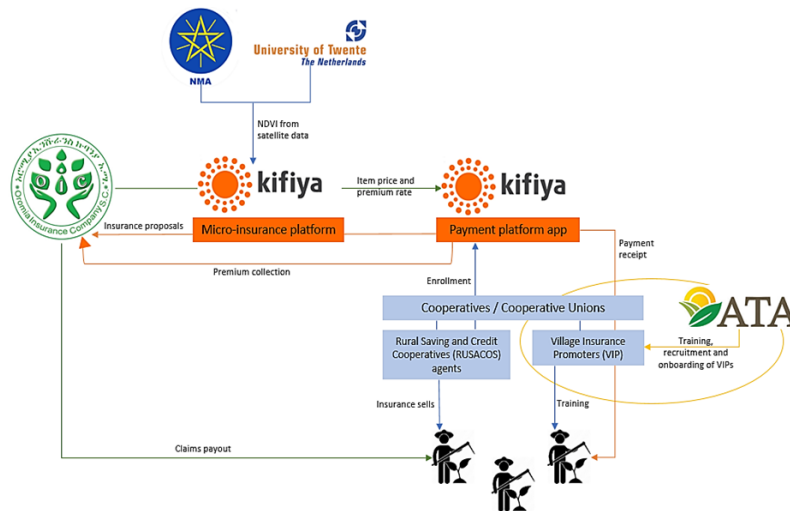 NMA
University of Twente
The Netherlands
NDVI from
satellite data
ኦሮሚያ ኢንሹራንስ ኩባንያ አ.ማ.
Oromia Insurance Company S.C.
O I C
kifiya
Item price and
premium rate
kifiya
Insurance proposals
Micro-insurance platform
Payment platform app
Payment
receipt
Premium collection
Enrollment
Cooperatives / Cooperative Unions
ATA
Rural Saving and Credit
Cooperatives (RUSACOS)
agents
Village Insurance
Promoters (VIP)
Training,
recruitment and
onboarding of VIPs
Insurance sells
Training
Claims payout